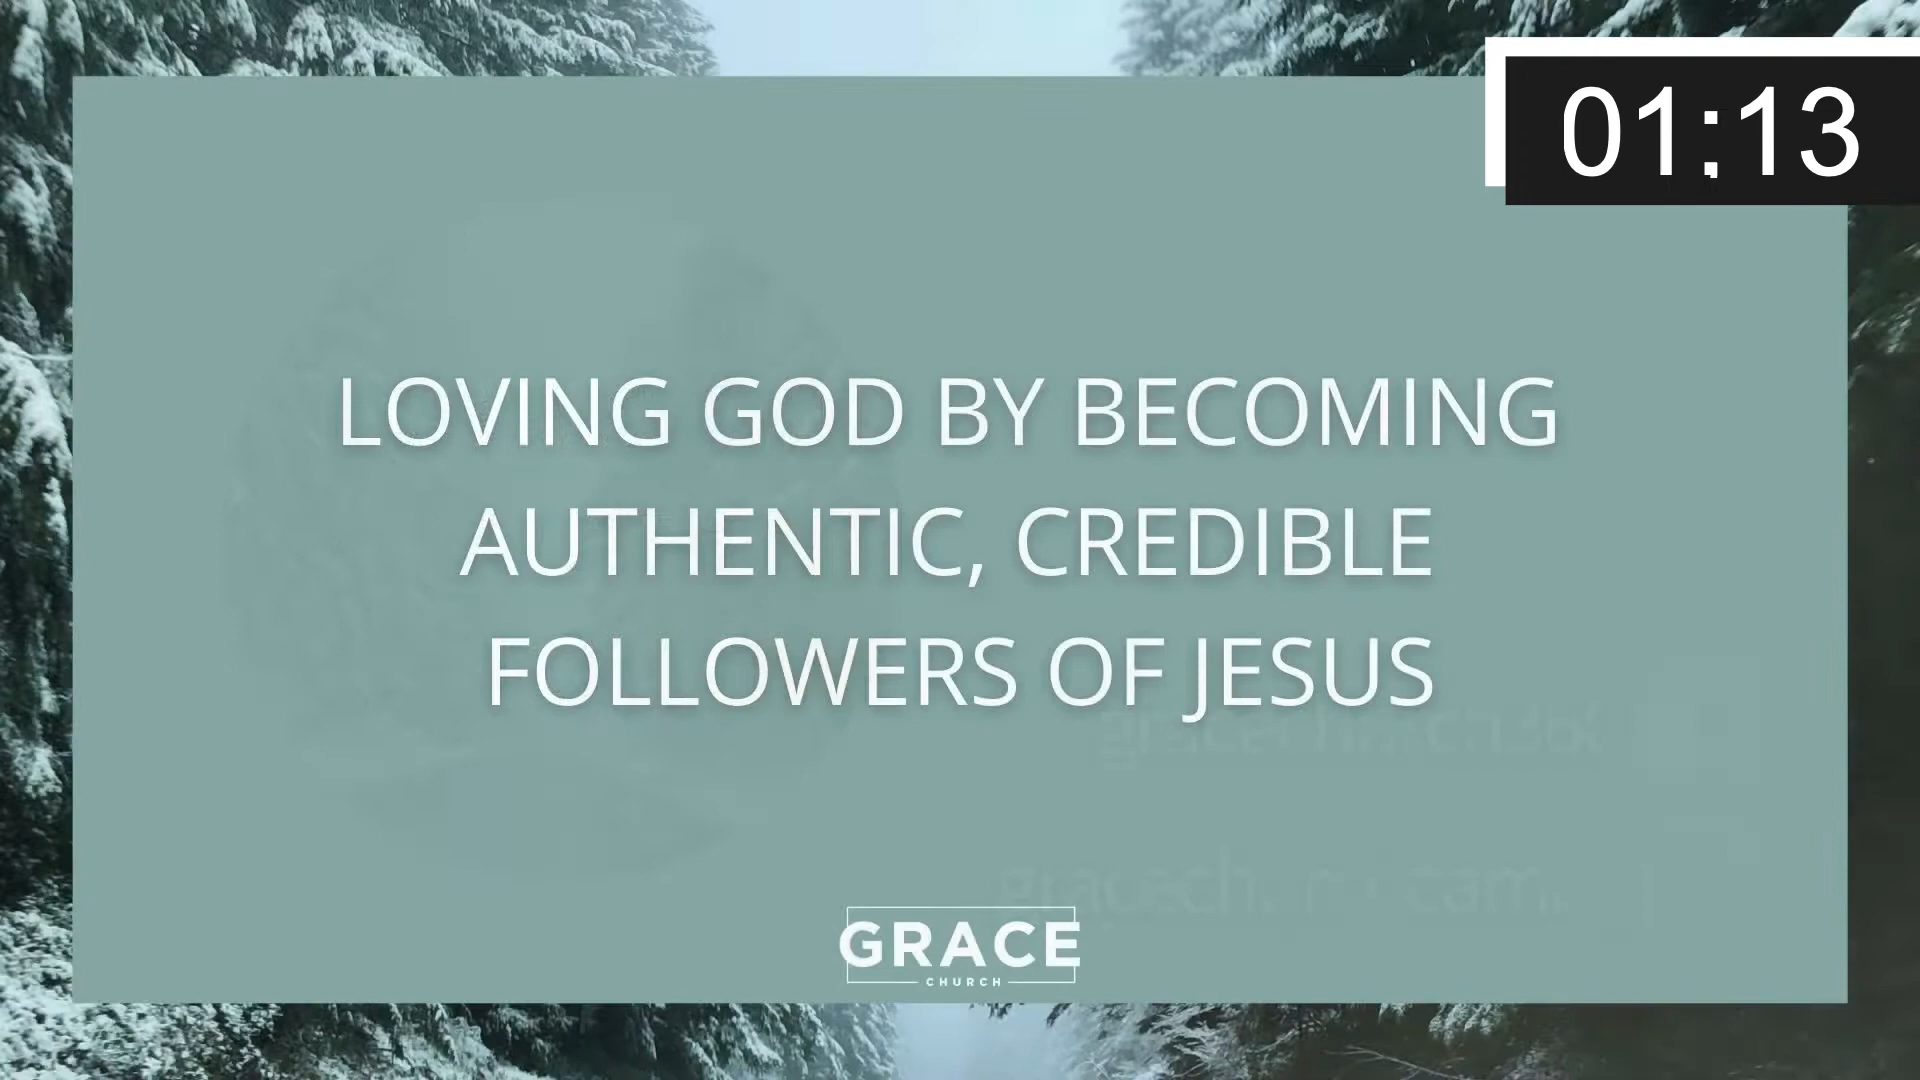 01:13
LOVING GOD BY BECOMING
AUTHENTIC, CREDIBLE
FOLLOWERS OF JESUS
GRACE
CHURCH